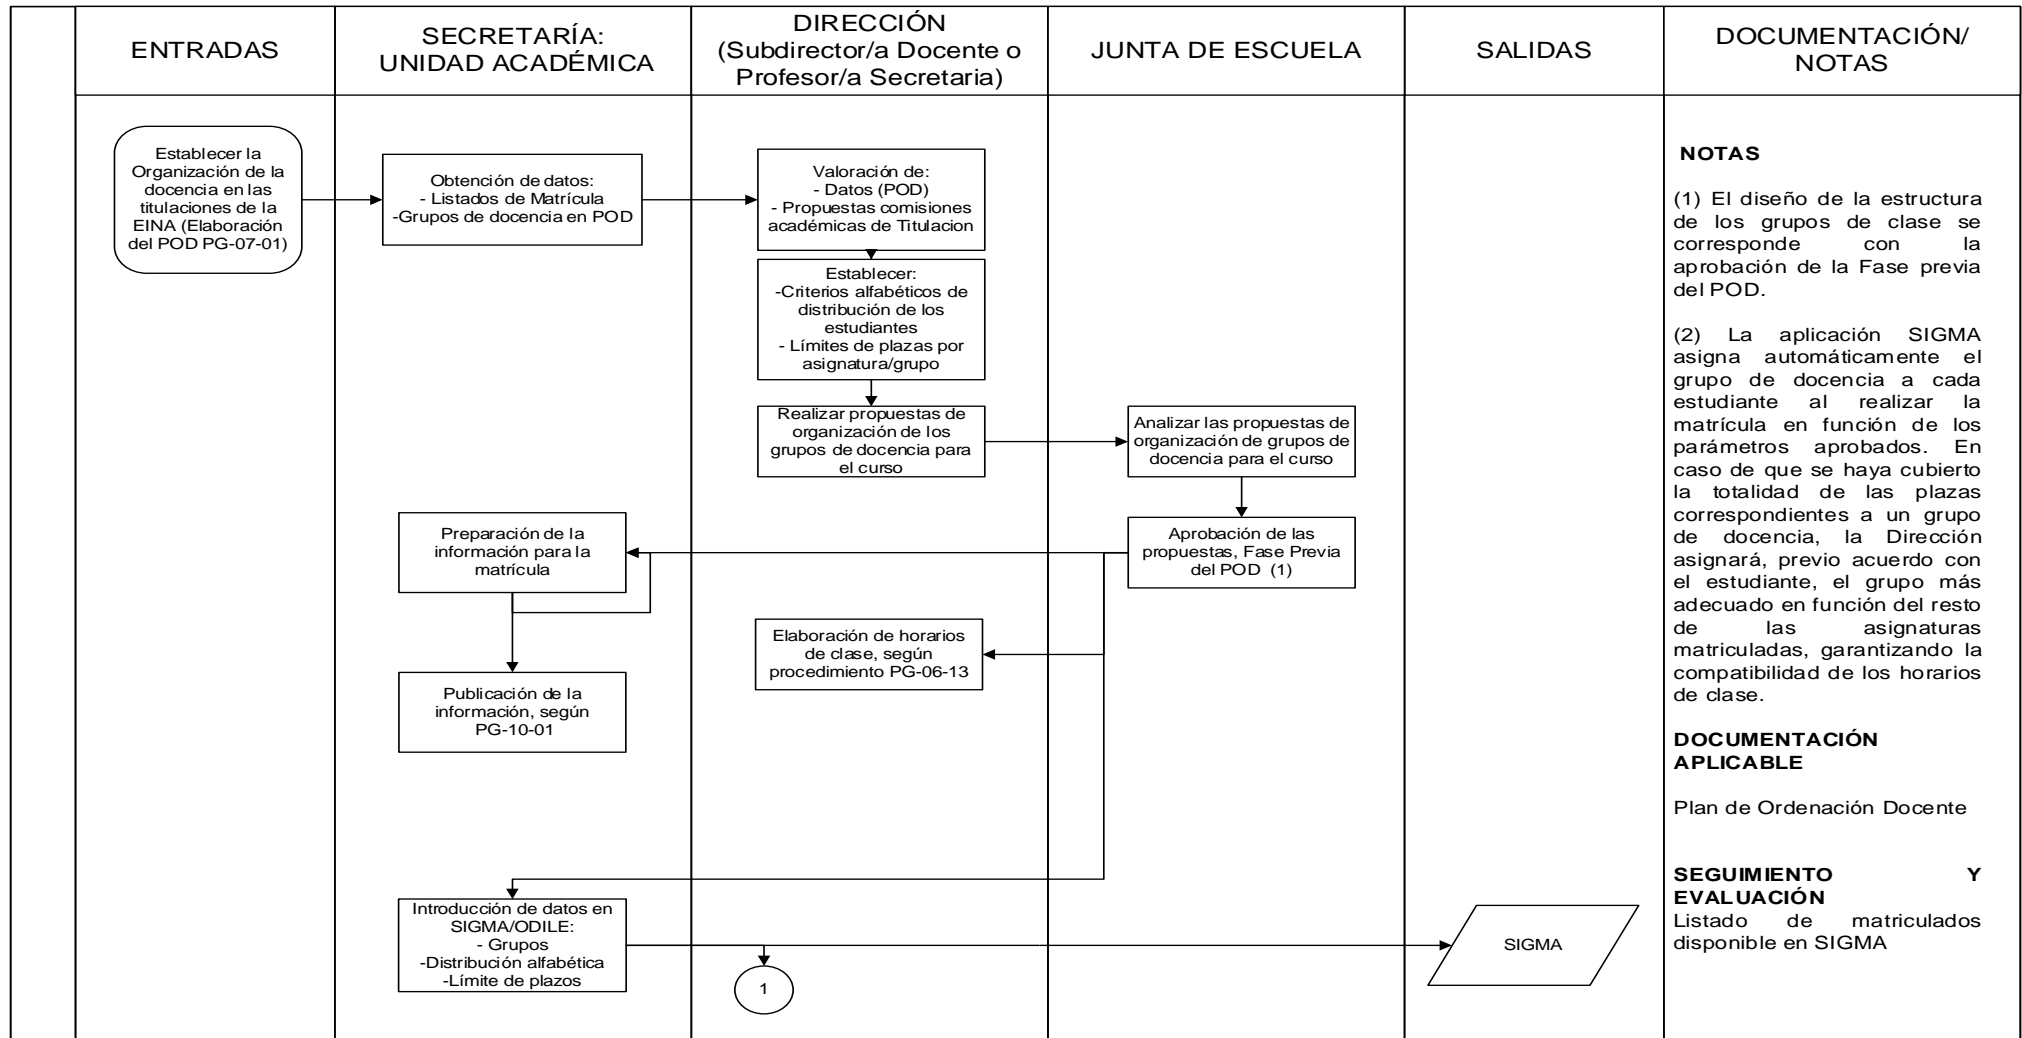 ENTRADAS
SECRETARÍA:
UNIDAD ACADÉMICA
DIRECCIÓN
(Subdirector/a Docente o
Profesor/a Secretaria)
JUNTA DE ESCUELA
SALIDAS
DOCUMENTACIÓN/
NOTAS
Establecer la
Organización de la
docencia en las
titulaciones de la
EINA (Elaboración
del POD PG-07-01)
Obtención de datos:
- Listados de Matrícula
-Grupos de docencia en POD
Valoración de:
- Datos (POD)
- Propuestas comisiones
académicas de Titulacion
Establecer:
-Criterios alfabéticos de
distribución de los
estudiantes
- Límites de plazas por
asignatura/grupo
Realizar propuestas de
organización de los
grupos de docencia para
el curso
Analizar las propuestas de
organización de grupos de
docencia para el curso
Aprobación de las
propuestas, Fase Previa
del POD (1)
Preparación de la
información para la
matrícula
Elaboración de horarios
de clase, según
procedimiento PG-06-13
Publicación de la
información, según
PG-10-01
Introducción de datos en
SIGMA/ODILE:
- Grupos
-Distribución alfabética
-Límite de plazos
1
SIGMA
NOTAS
(1) El diseño de la estructura
de los grupos de clase se
corresponde con la
aprobación de la Fase previa
del POD.
(2) La aplicación SIGMA
asigna automáticamente el
grupo de docencia a cada
estudiante al realizar la
matrícula en función de los
parámetros aprobados. En
caso de que se haya cubierto
la totalidad de las plazas
correspondientes a un grupo
de docencia, la Dirección
asignará, previo acuerdo con
el estudiante, el grupo más
adecuado en función del resto
de las asignaturas
matriculadas, garantizando la
compatibilidad de los horarios
de clase.
DOCUMENTACIÓN
APLICABLE
Plan de Ordenación Docente
SEGUIMIENTO Y
EVALUACIÓN
Listado de matriculados
disponible en SIGMA